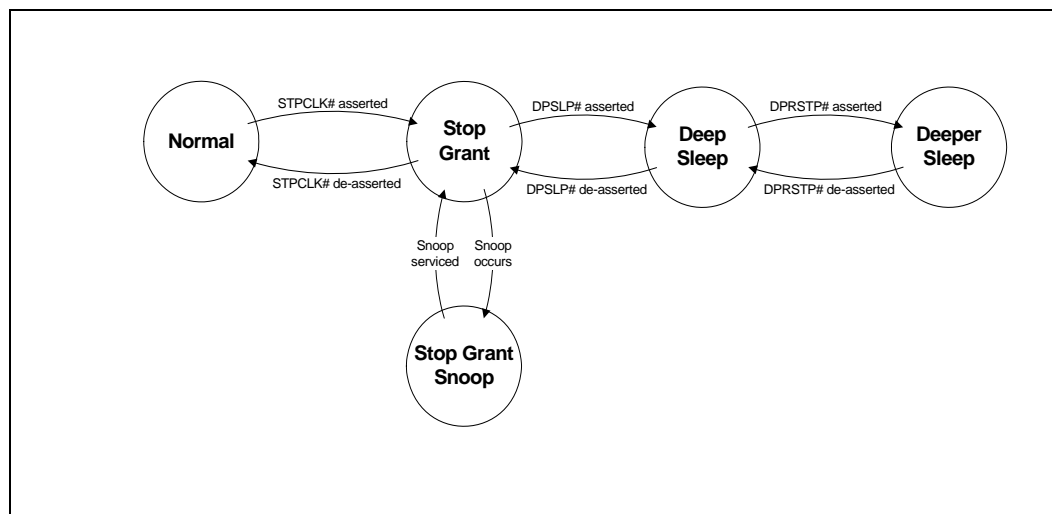 STPCLK# asserted
DPSLP# asserted
DPRSTP# asserted
Normal
Stop
Grant
Deep
Sleep
Deeper
Sleep
STPCLK# de-asserted
DPSLP# de-asserted
DPRSTP# de-asserted
Snoop
serviced
Snoop
occurs
Stop Grant
Snoop